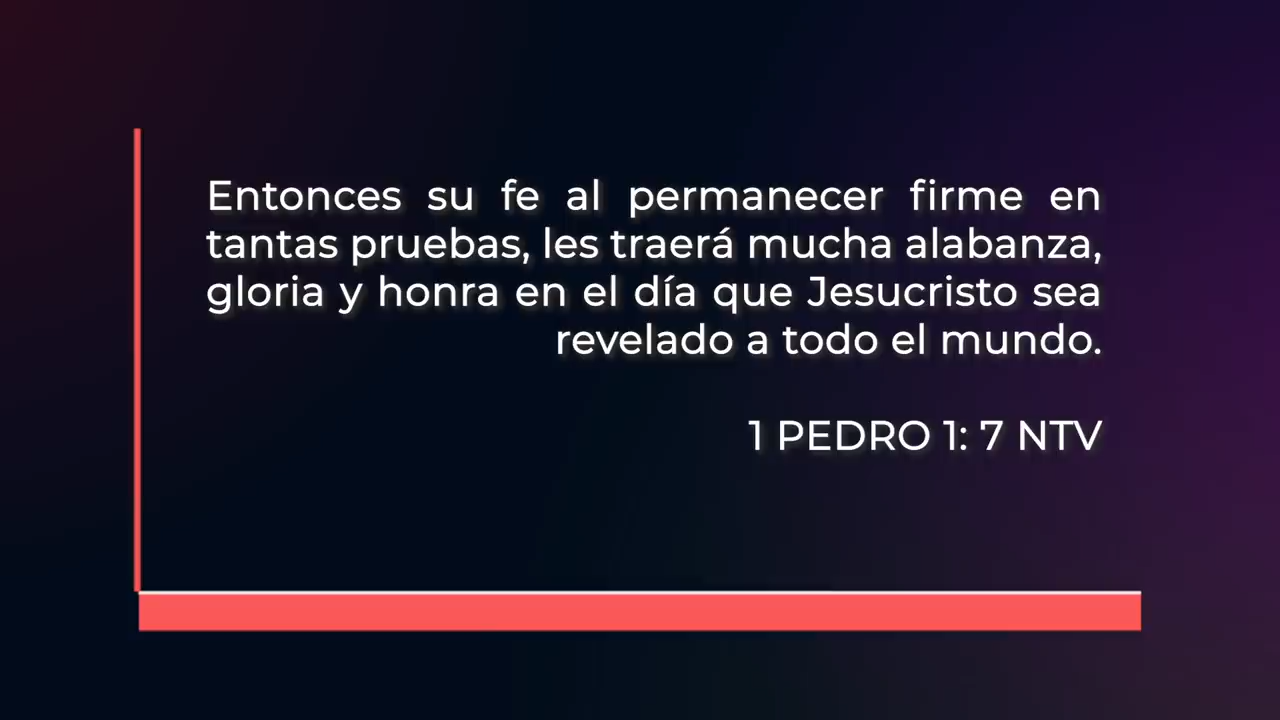 Entonces su fe al permanecer firme en
tantas pruebas, les traerá mucha alabanza,
gloria y honra en el día que Jesucristo sea
revelado a todo el mundo.
1 PEDRO 1: 7 NTV